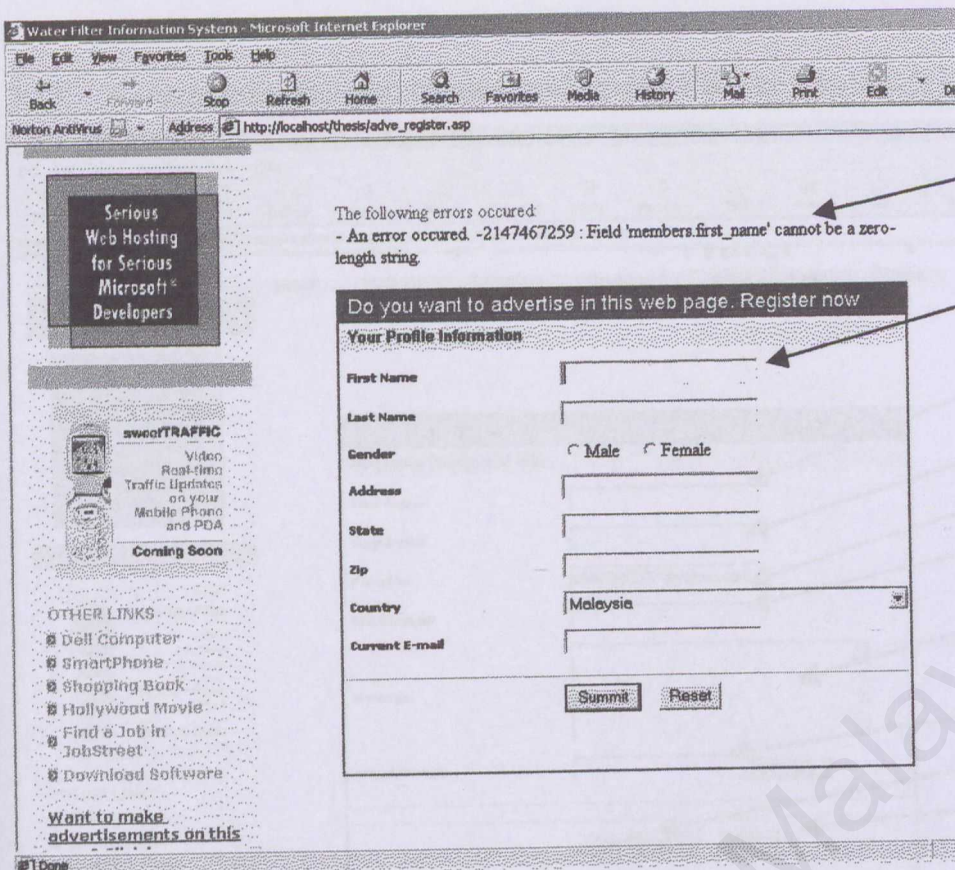 Water Filter Information System - Microsoft Internet Explorer
File Edit View Favorites Tools Help
Back Forward Stop Refresh Home Search Favorites Media History Mail Print Edit
Norton AntiVirus Address http://localhost/thesis/adve_register.asp
Serious
Web Hosting
for Serious
Microsoft®
Developers
sweetTRAFFIC
Video
Real-time
Traffic Updates
on your
Mobile Phone
and PDA
Coming Soon
OTHER LINKS
Dell Computer
SmartPhone
Shopping Book
Hollywood Movie
Find a Job in
JobStreet
Download Software
Want to make
advertisements on this
The following errors occured:
- An error occured. -2147467259 : Field 'members.first_name' cannot be a zero-
length string.
Do you want to advertise in this web page. Register now
Your Profile Information
First Name
Last Name
Gender Male Female
Address
State
Zip
Country Malaysia
Current E-mail
Summit Reset
Done
Malay